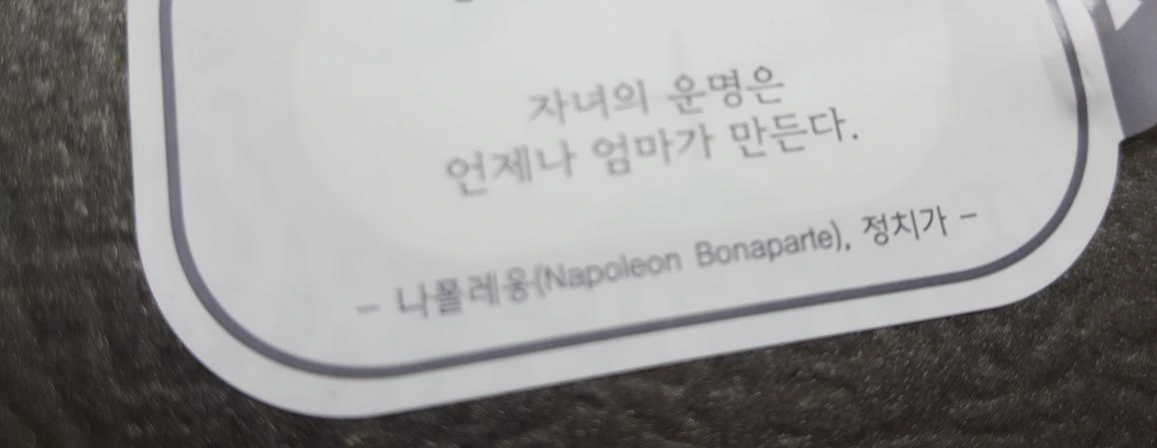 자녀의 운명은
언제나 엄마가 만든다.
- 나폴레옹(Napoleon Bonaparte), 정치가 -